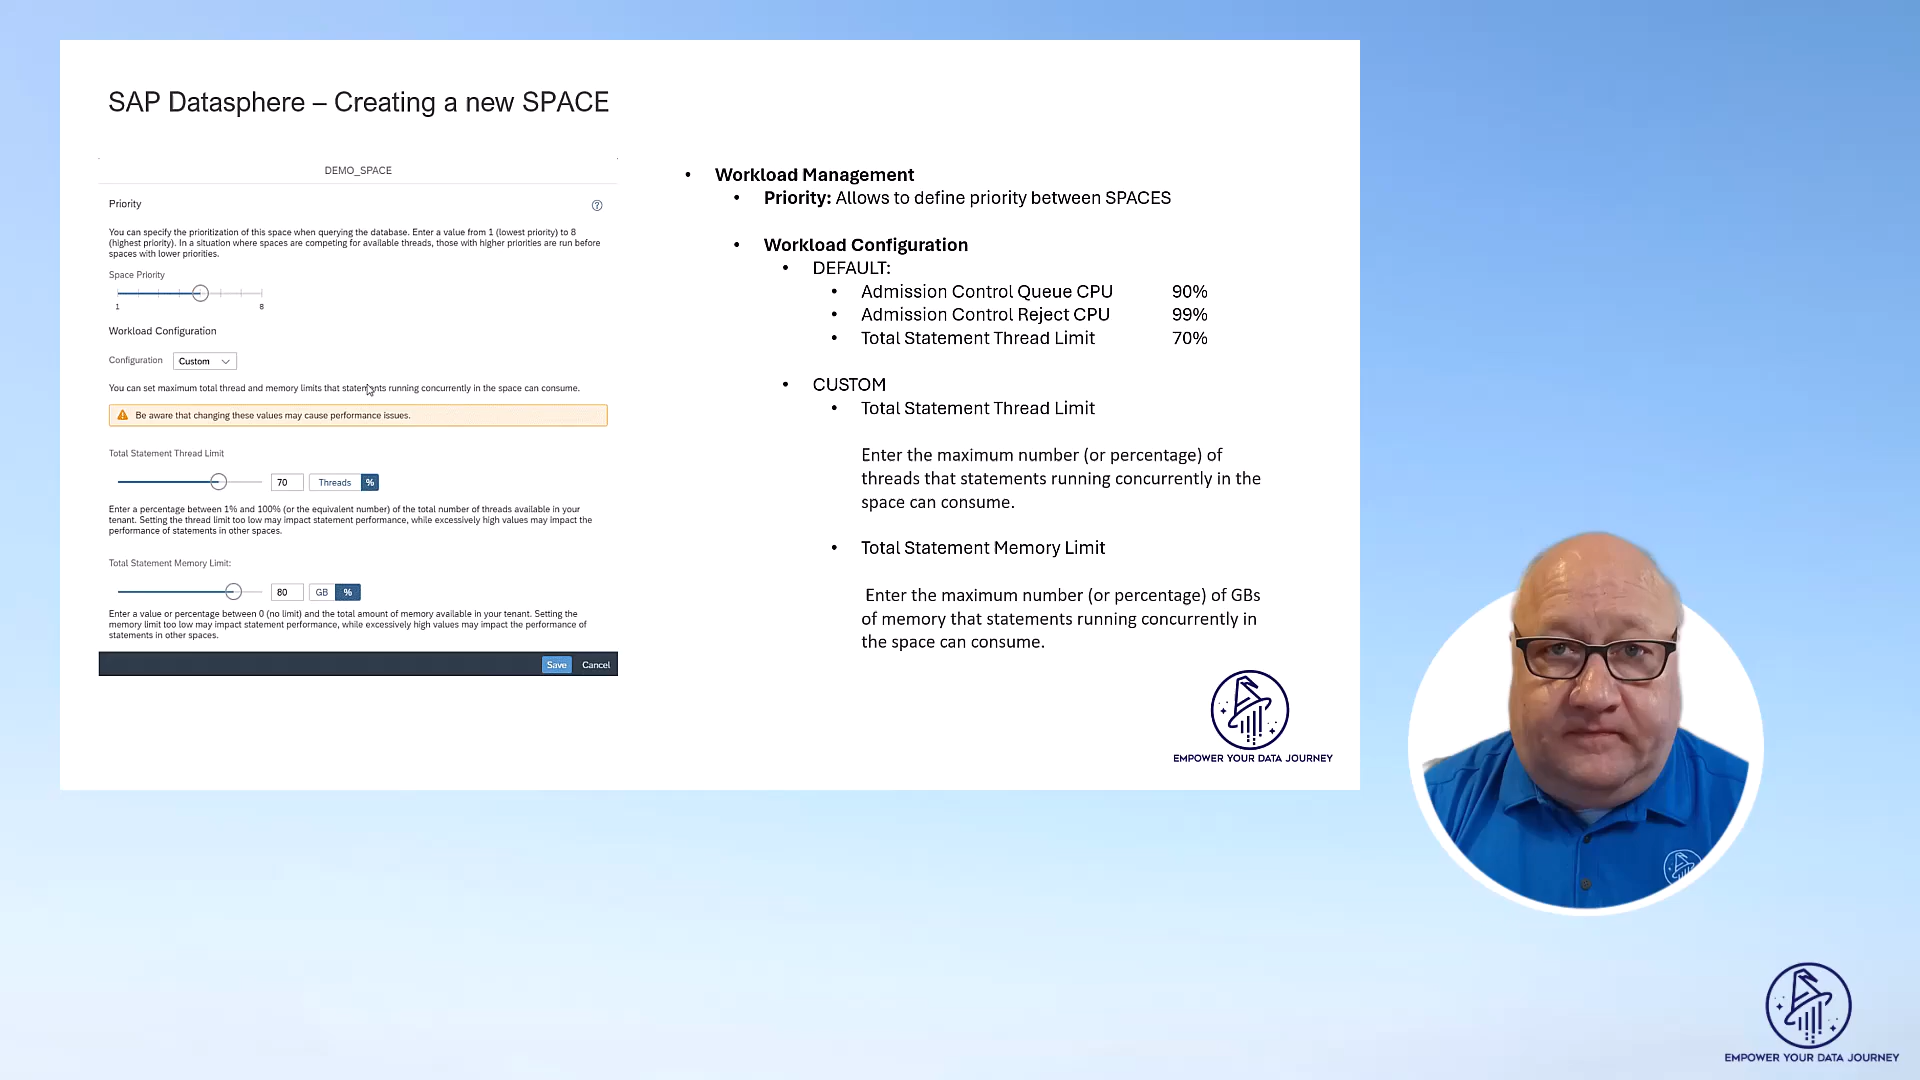 SAP Datasphere – Creating a new SPACE
DEMO_SPACE
Priority
You can specify the prioritization of this space when querying the database. Enter a value from 1 (lowest priority) to 8
(highest priority). In a situation where spaces are competing for available threads, those with higher priorities are run before
spaces with lower priorities.
Space Priority
1 8
Workload Configuration
Configuration Custom
You can set maximum total thread and memory limits that statements running concurrently in the space can consume.
Be aware that changing these values may cause performance issues.
Total Statement Thread Limit
70 Threads %
Enter a percentage between 1% and 100% (or the equivalent number) of the total number of threads available in your
tenant. Setting the thread limit too low may impact statement performance, while excessively high values may impact the
performance of statements in other spaces.
Total Statement Memory Limit:
80 GB %
Enter a value or percentage between 0 (no limit) and the total amount of memory available in your tenant. Setting the
memory limit too low may impact statement performance, while excessively high values may impact the performance of
statements in other spaces.
Save Cancel
• Workload Management
• Priority: Allows to define priority between SPACES
• Workload Configuration
• DEFAULT:
• Admission Control Queue CPU 90%
• Admission Control Reject CPU 99%
• Total Statement Thread Limit 70%
• CUSTOM
• Total Statement Thread Limit
Enter the maximum number (or percentage) of
threads that statements running concurrently in the
space can consume.
• Total Statement Memory Limit
Enter the maximum number (or percentage) of GBs
of memory that statements running concurrently in
the space can consume.
EMPOWER YOUR DATA JOURNEY
EMPOWER YOUR DATA JOURNEY